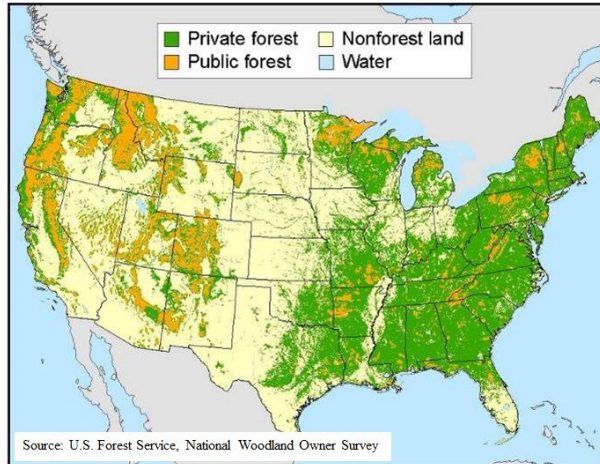 Private forest Nonforest land
Public forest Water
Source: U.S. Forest Service, National Woodland Owner Survey